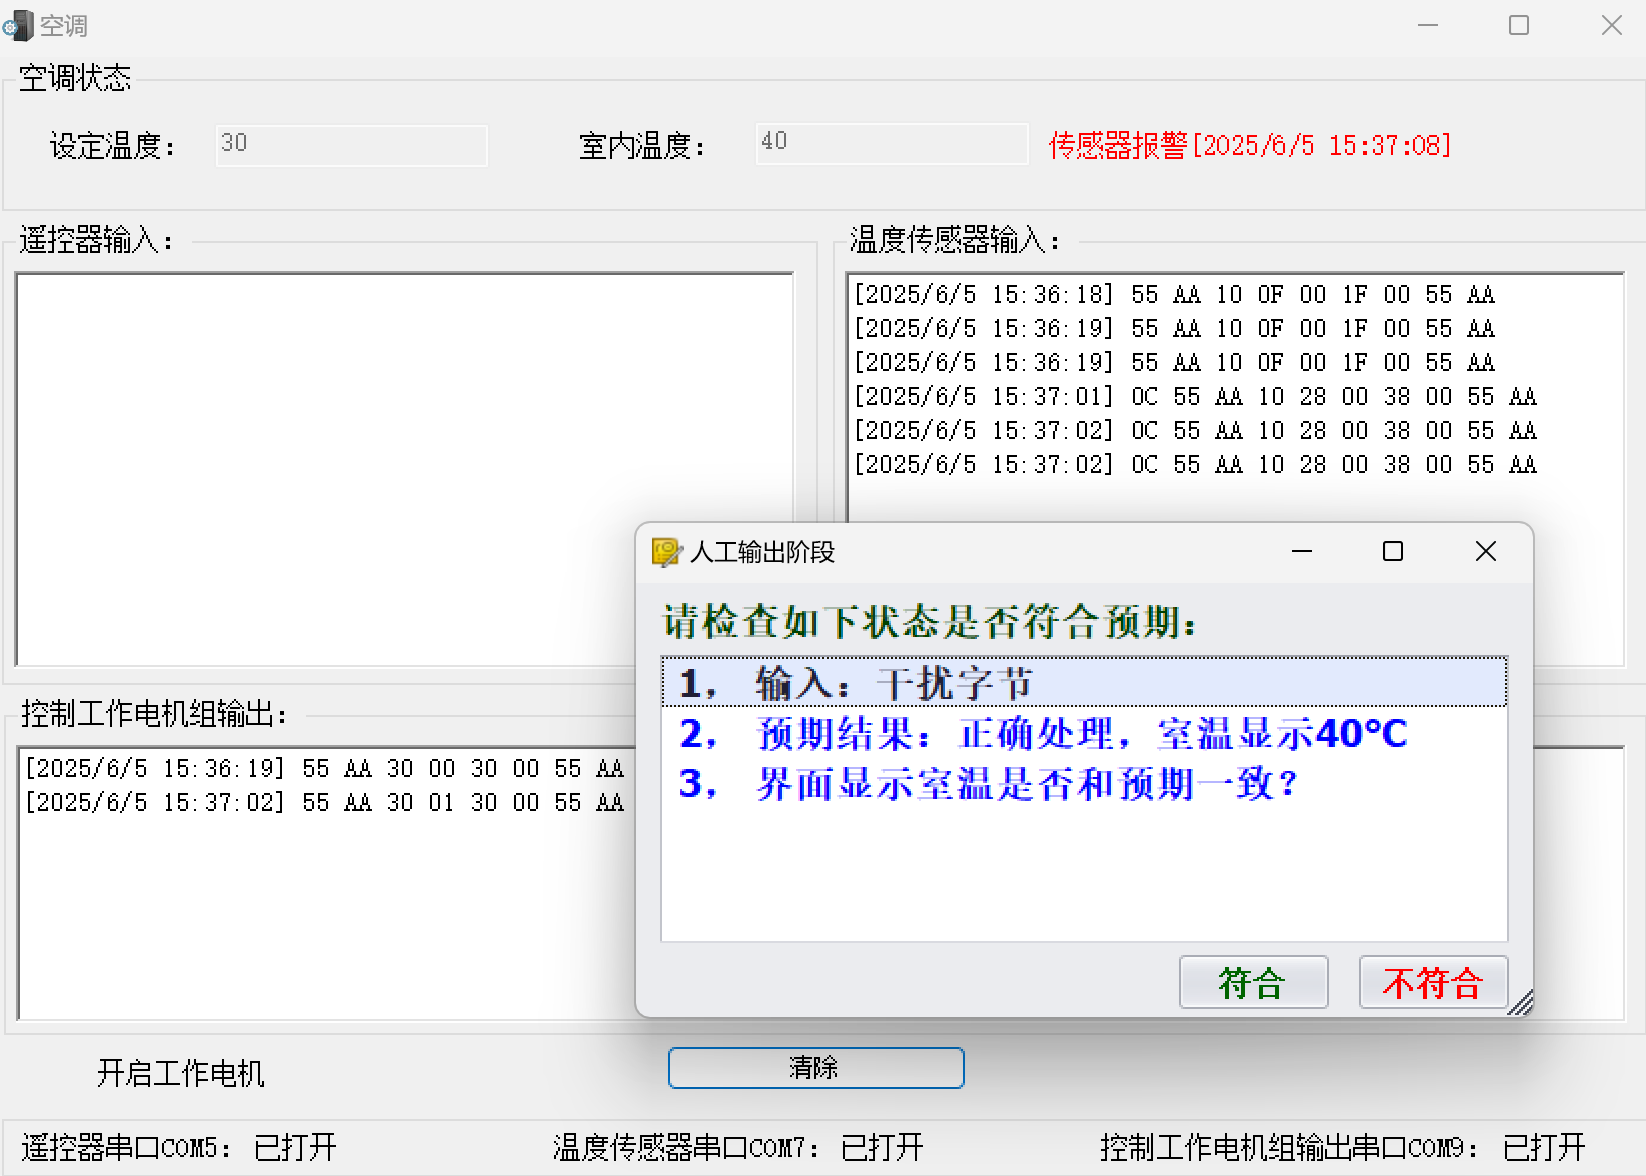 空调
空调状态
设定温度： 30 室内温度： 40 传感器报警[2025/6/5 15:37:08]
遥控器输入：
温度传感器输入：
[2025/6/5 15:36:18] 55 AA 10 0F 00 1F 00 55 AA
[2025/6/5 15:36:19] 55 AA 10 0F 00 1F 00 55 AA
[2025/6/5 15:36:19] 55 AA 10 0F 00 1F 00 55 AA
[2025/6/5 15:37:01] 0C 55 AA 10 28 00 38 00 55 AA
[2025/6/5 15:37:02] 0C 55 AA 10 28 00 38 00 55 AA
[2025/6/5 15:37:02] 0C 55 AA 10 28 00 38 00 55 AA
控制工作电机组输出：
[2025/6/5 15:36:19] 55 AA 30 00 30 00 55 AA
[2025/6/5 15:37:02] 55 AA 30 01 30 00 55 AA
人工输出阶段
请检查如下状态是否符合预期：
1， 输入：干扰字节
2， 预期结果：正确处理，室温显示40℃
3， 界面显示室温是否和预期一致？
符合 不符合
开启工作电机 清除
遥控器串口COM5： 已打开 温度传感器串口COM7： 已打开 控制工作电机组输出串口COM9： 已打开